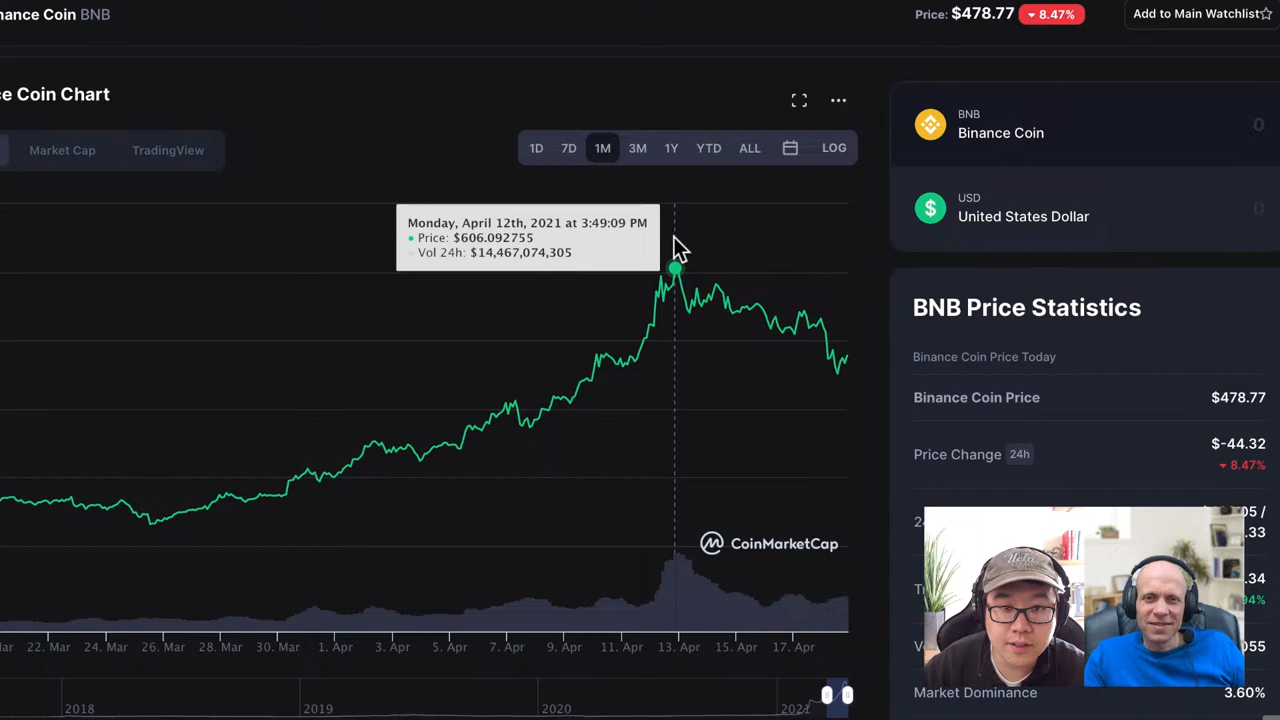 nance Coin BNB
Price: $478.77 8.47%
Add to Main Watchlist
e Coin Chart
Market Cap
TradingView
1D 7D 1M 3M 1Y YTD ALL LOG
Monday, April 12th, 2021 at 3:49:09 PM
Price: $606.092755
Vol 24h: $14,467,074,305
CoinMarketCap
22. Mar 24. Mar 26. Mar 28. Mar 30. Mar 1. Apr 3. Apr 5. Apr 7. Apr 9. Apr 11. Apr 13. Apr 15. Apr 17. Apr
2018 2019 2020 2021
BNB
Binance Coin
0
USD
United States Dollar
0
BNB Price Statistics
Binance Coin Price Today
Binance Coin Price $478.77
Price Change 24h $-44.32
8.47%
Market Dominance 3.60%